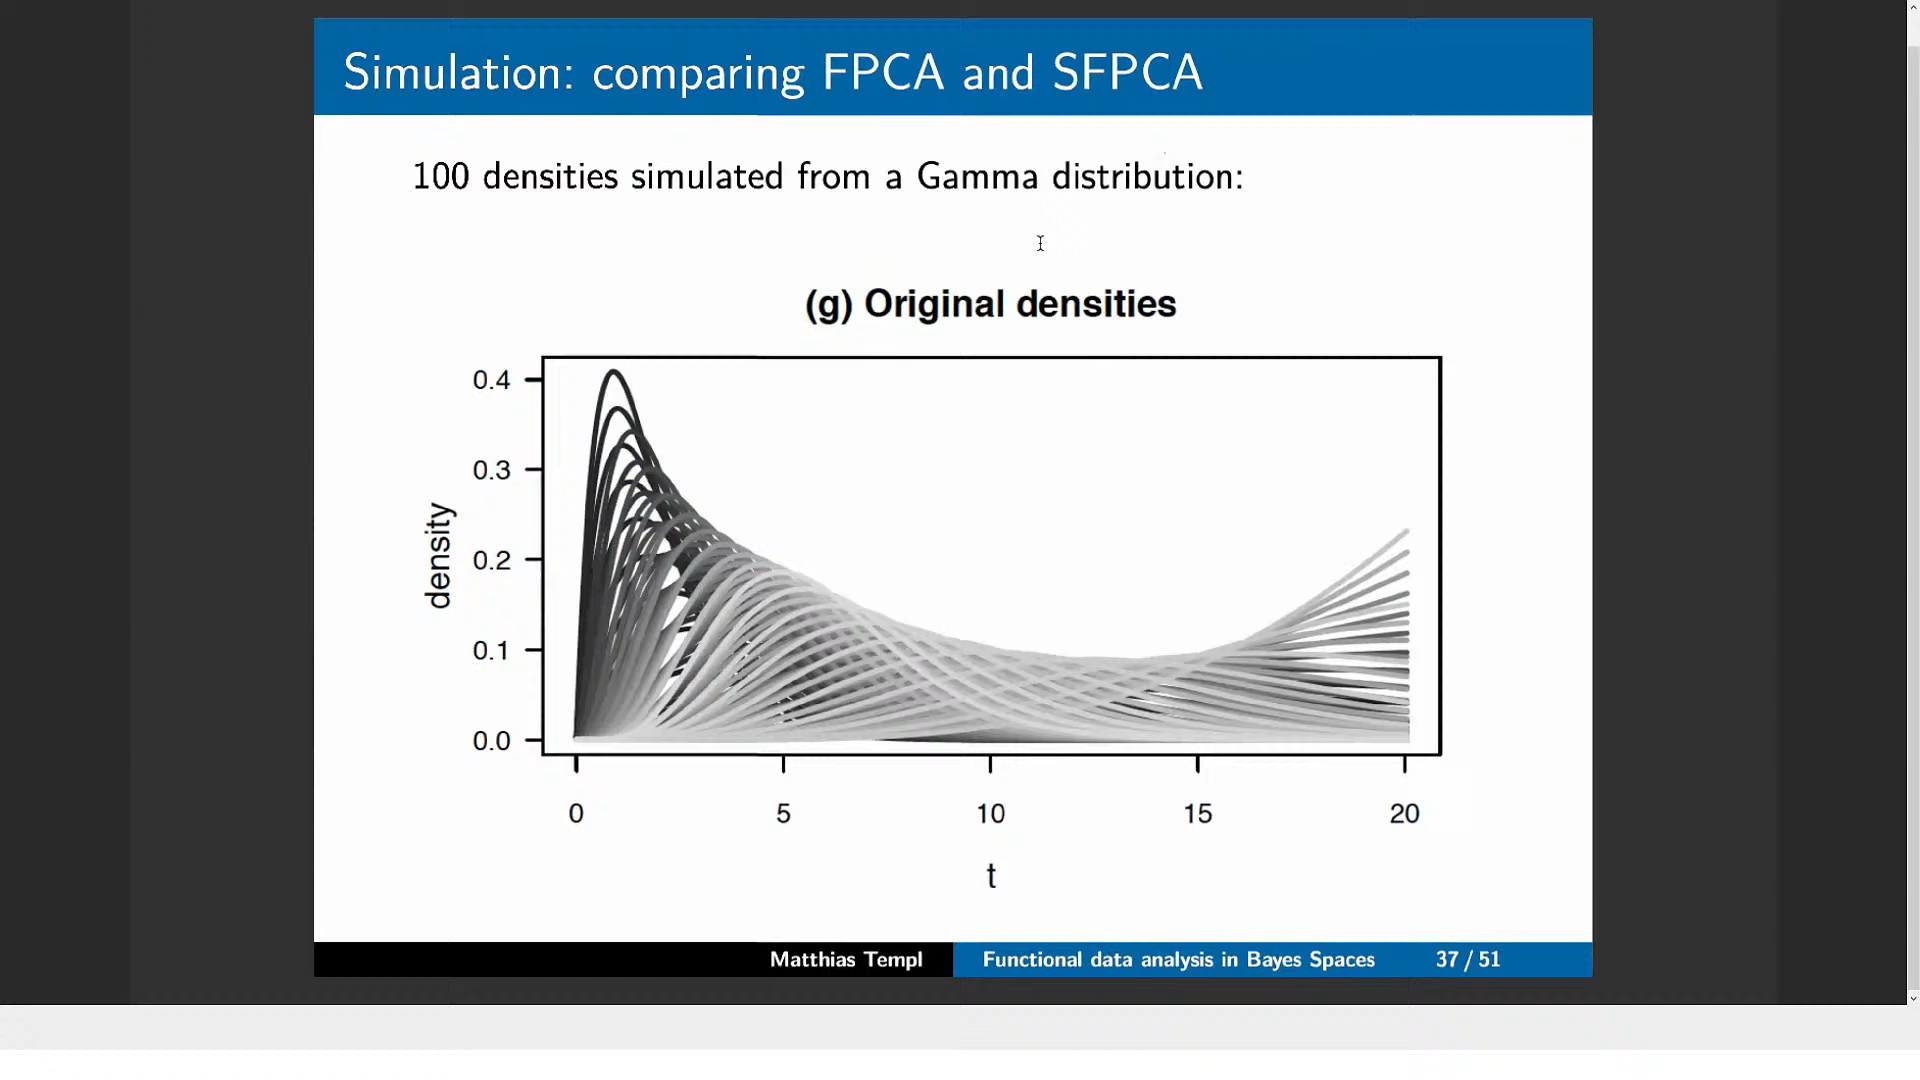 Simulation: comparing FPCA and SFPCA
100 densities simulated from a Gamma distribution:
(g) Original densities
density
0.4
0.3
0.2
0.1
0.0
0 5 10 15 20
t
Matthias Templ Functional data analysis in Bayes Spaces 37 / 51